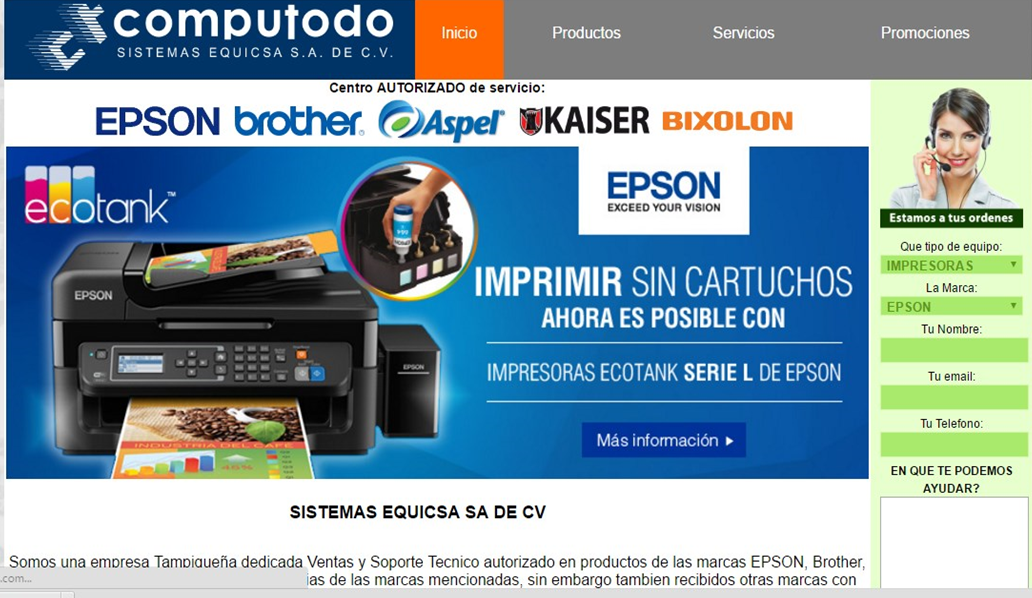 computodo
SISTEMAS EQUICSA S.A. DE C.V.
Inicio
Productos
Servicios
Promociones
Centro AUTORIZADO de servicio:
EPSON brother Aspel KAISER BIXOLON
ecotank™
EPSON
EXCEED YOUR VISION
IMPRIMIR SIN CARTUCHOS
AHORA ES POSIBLE CON
IMPRESORAS ECOTANK SERIE L DE EPSON
Más información
EPSON
EPSON
INDUSTRIA DEL CAFÉ
45%
Estamos a tus ordenes
Que tipo de equipo:
IMPRESORAS
La Marca:
EPSON
Tu Nombre:
Tu email:
Tu Telefono:
EN QUE TE PODEMOS
AYUDAR?
SISTEMAS EQUICSA SA DE CV
Somos una empresa Tampiqueña dedicada Ventas y Soporte Tecnico autorizado en productos de las marcas EPSON, Brother,
.com...
ias de las marcas mencionadas, sin embargo tambien recibidos otras marcas con